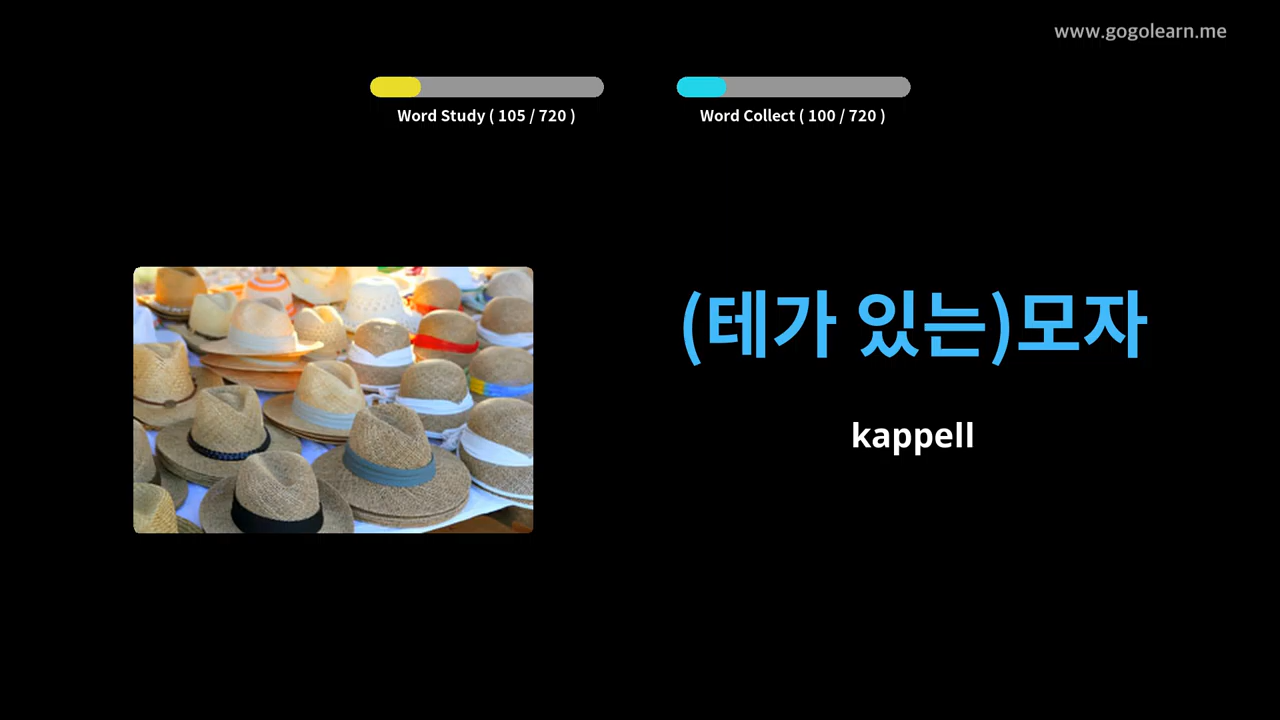 www.gogolearn.me
Word Study ( 105 / 720 )
Word Collect ( 100 / 720 )
(테가 있는)모자
kappell